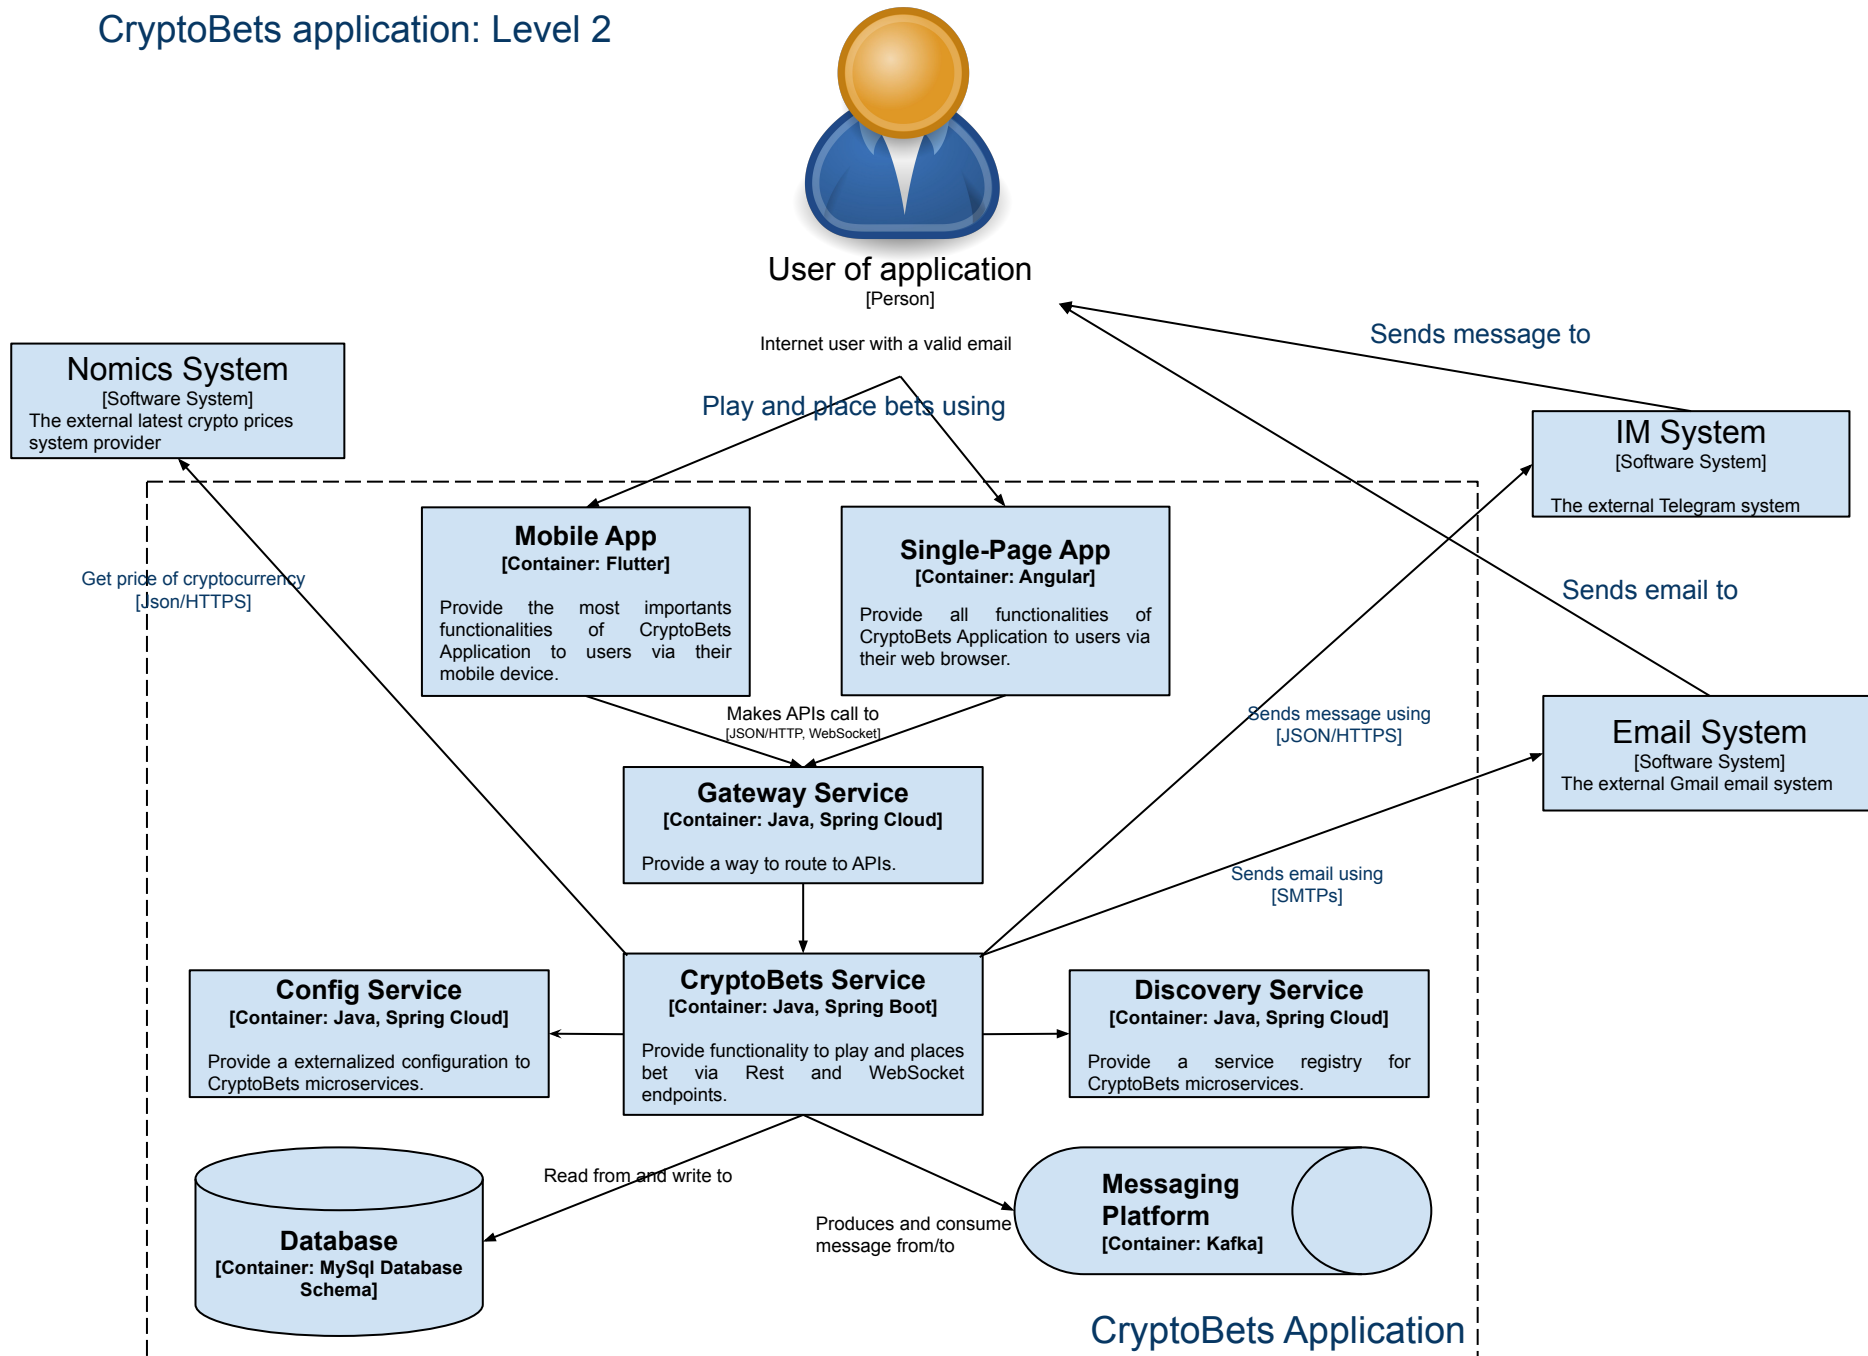 CryptoBets application: Level 2
User of application
[Person]
Internet user with a valid email
Nomics System
[Software System]
The external latest crypto prices
system provider
Play and place bets using
Sends message to
IM System
[Software System]
The external Telegram system
Mobile App
[Container: Flutter]
Provide the most importants
functionalities of CryptoBets
Application to users via their
mobile device.
Single-Page App
[Container: Angular]
Provide all functionalities of
CryptoBets Application to users via
their web browser.
Get price of cryptocurrency
[Json/HTTPS]
Sends email to
Makes APIs call to
[JSON/HTTP, WebSocket]
Sends message using
[JSON/HTTPS]
Email System
[Software System]
The external Gmail email system
Gateway Service
[Container: Java, Spring Cloud]
Provide a way to route to APIs.
Sends email using
[SMTPs]
Config Service
[Container: Java, Spring Cloud]
Provide a externalized configuration to
CryptoBets microservices.
CryptoBets Service
[Container: Java, Spring Boot]
Provide functionality to play and places
bet via Rest and WebSocket
endpoints.
Discovery Service
[Container: Java, Spring Cloud]
Provide a service registry for
CryptoBets microservices.
Read from and write to
Produces and consume
message from/to
Database
[Container: MySql Database
Schema]
Messaging
Platform
[Container: Kafka]
CryptoBets Application